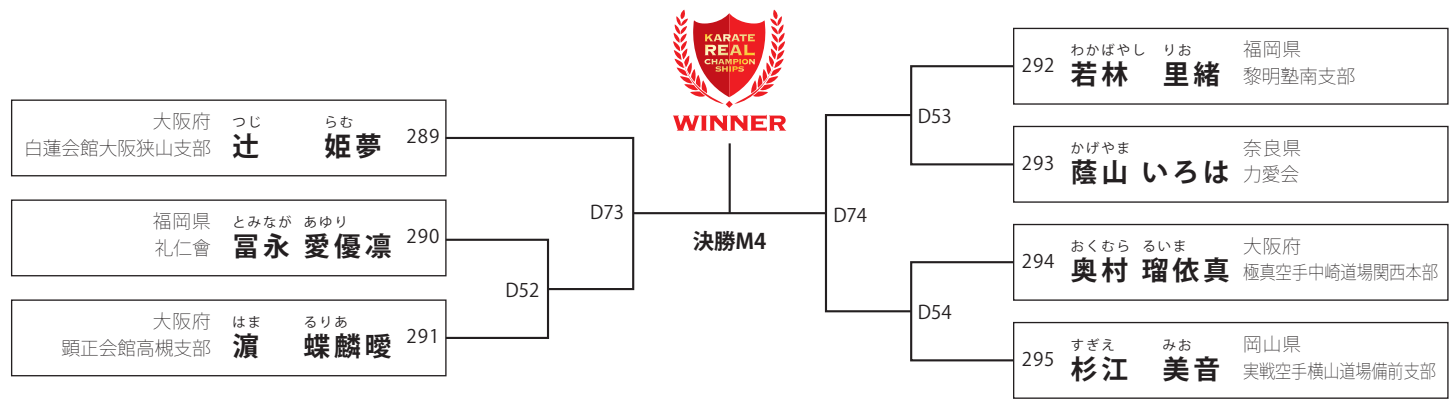 KARATE
REAL
CHAMPION
SHIPS
WINNER
大阪府
白蓮会館大阪狭山支部
つじ らむ
辻 姫夢 289
福岡県
礼仁會
とみなが あゆり
冨永 愛優凛 290
大阪府
顕正会館高槻支部
はま るりあ
濵 蝶麟曖 291
D52
D73
決勝M4
D74
D53
D54
わかばやし りお
292 若林 里緒
福岡県
黎明塾南支部
かげやま
293 蔭山 いろは
奈良県
力愛会
おくむら るいま
294 奥村 瑠依真
大阪府
極真空手中崎道場関西本部
すぎえ みお
295 杉江 美音
岡山県
実戦空手横山道場備前支部